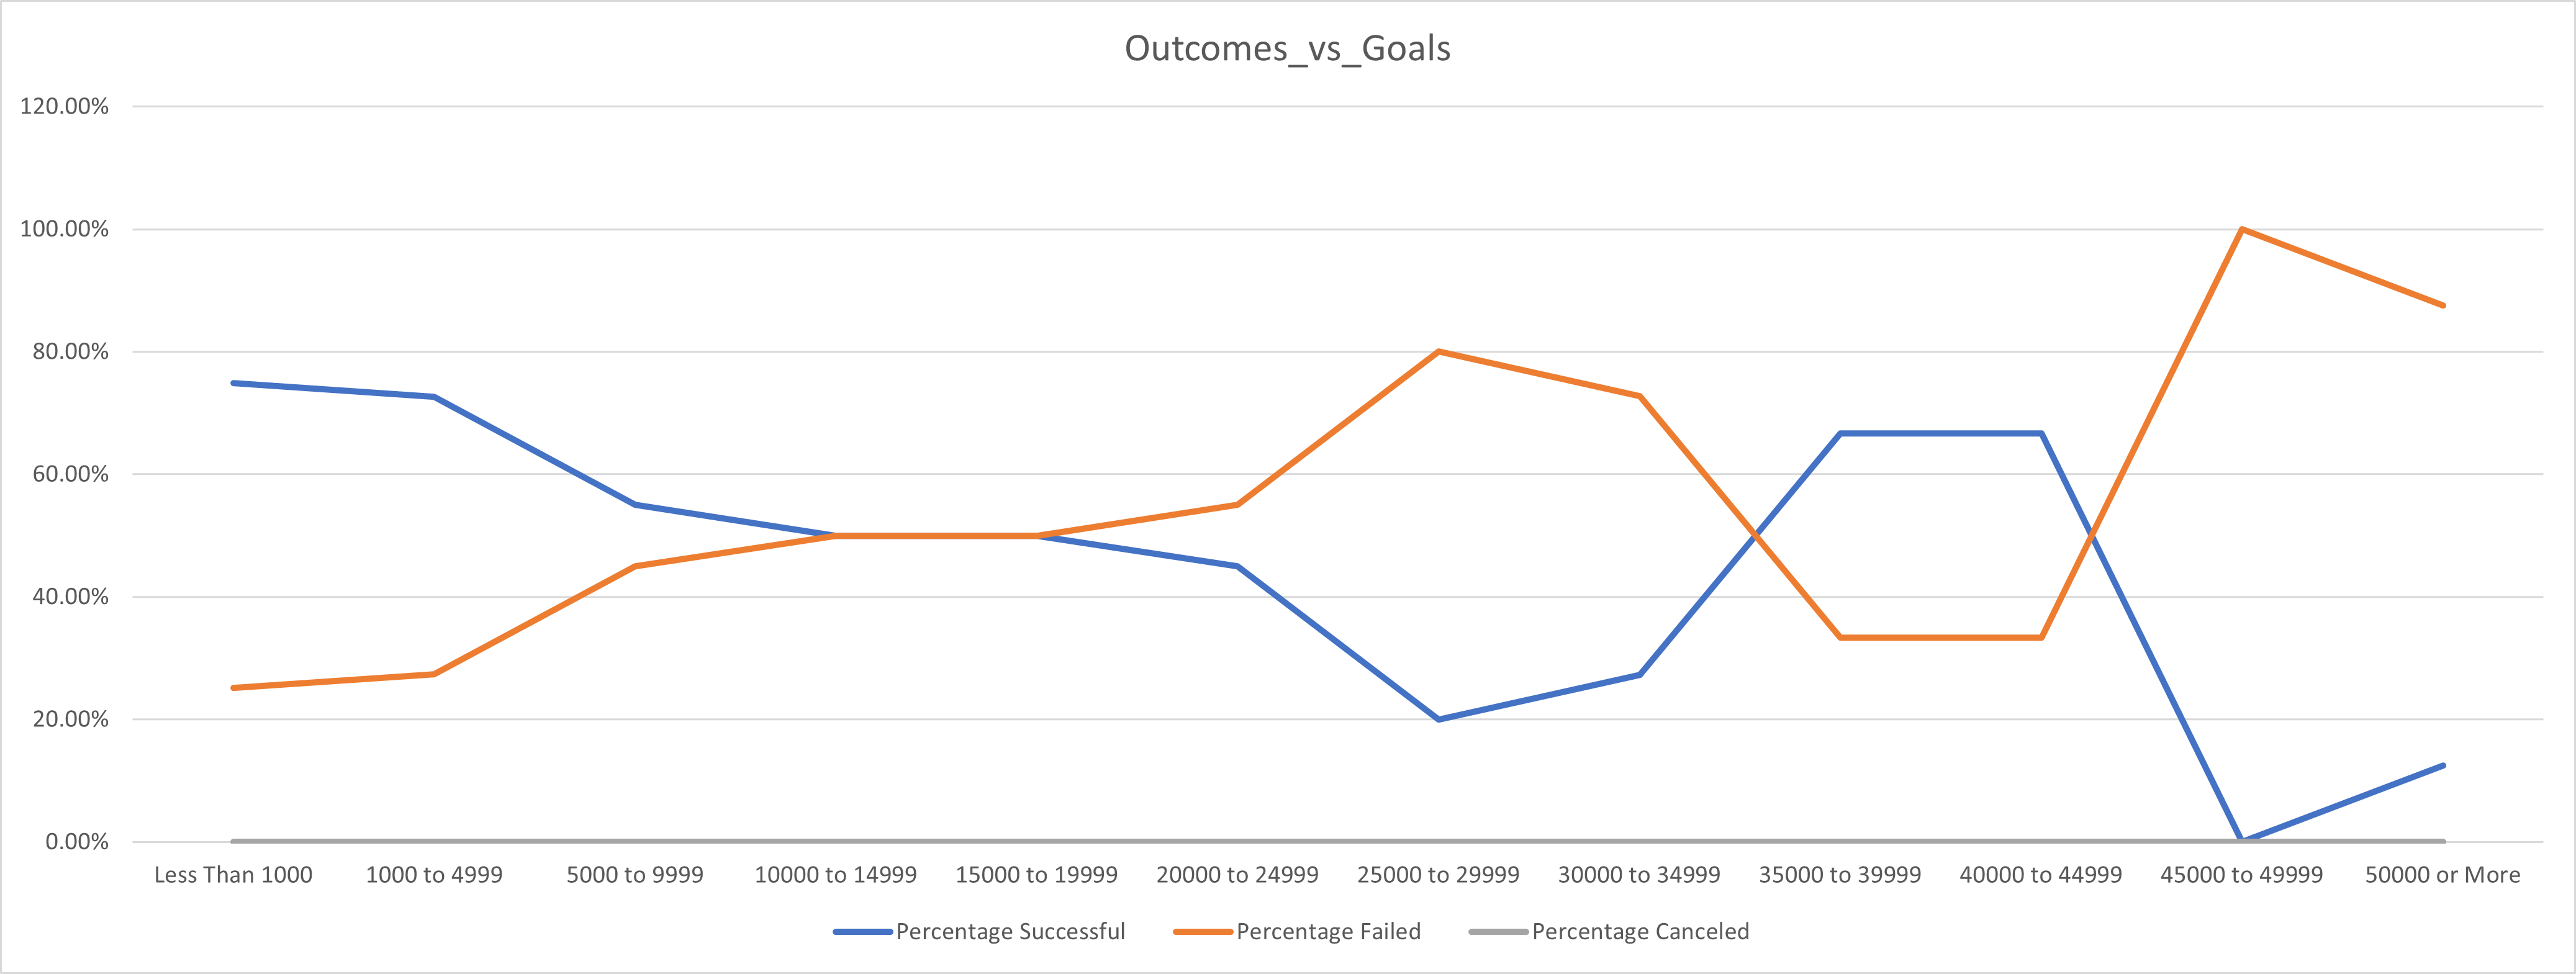 Outcomes_vs_Goals
120.00%
100.00%
80.00%
60.00%
40.00%
20.00%
0.00%
Less Than 1000 1000 to 4999 5000 to 9999 10000 to 14999 15000 to 19999 20000 to 24999 25000 to 29999 30000 to 34999 35000 to 39999 40000 to 44999 45000 to 49999 50000 or More
Percentage Successful Percentage Failed Percentage Canceled